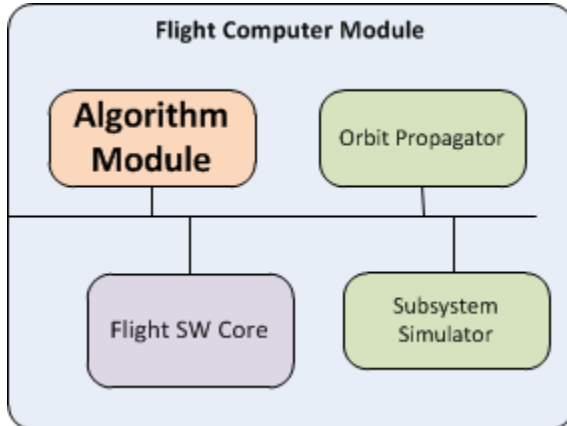 Flight Computer Module
Algorithm
Module
Orbit Propagator
Flight SW Core
Subsystem
Simulator